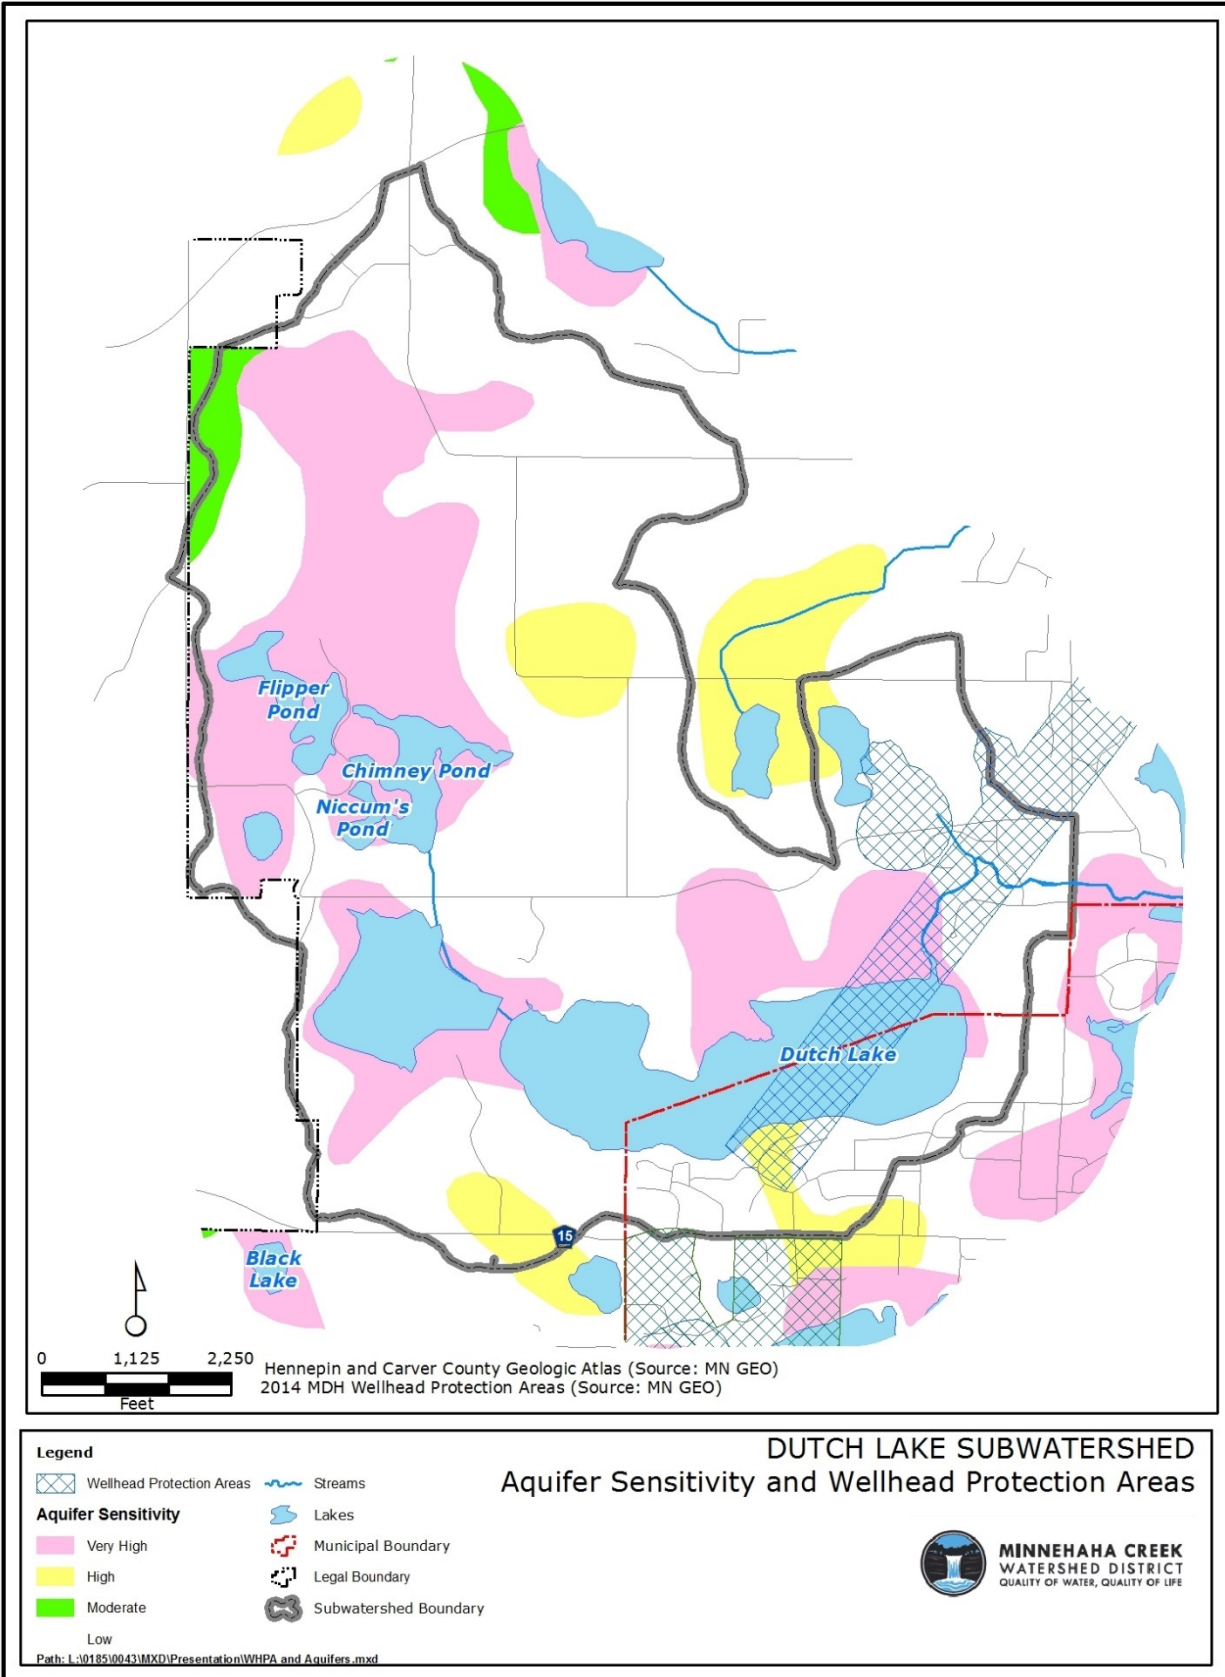 Flipper
Pond
Chimney Pond
Niccum's
Pond
Dutch Lake
15
Black
Lake
0 1,125 2,250
Feet
Hennepin and Carver County Geologic Atlas (Source: MN GEO)
2014 MDH Wellhead Protection Areas (Source: MN GEO)
DUTCH LAKE SUBWATERSHED
Aquifer Sensitivity and Wellhead Protection Areas
Legend
Wellhead Protection Areas
Aquifer Sensitivity
Very High
High
Moderate
Low
Streams
Lakes
Municipal Boundary
Legal Boundary
Subwatershed Boundary
Path: L:\0185\0043\MXD\Presentation\WHPA and Aquifers.mxd
MINNEHAHA CREEK
WATERSHED DISTRICT
QUALITY OF WATER, QUALITY OF LIFE